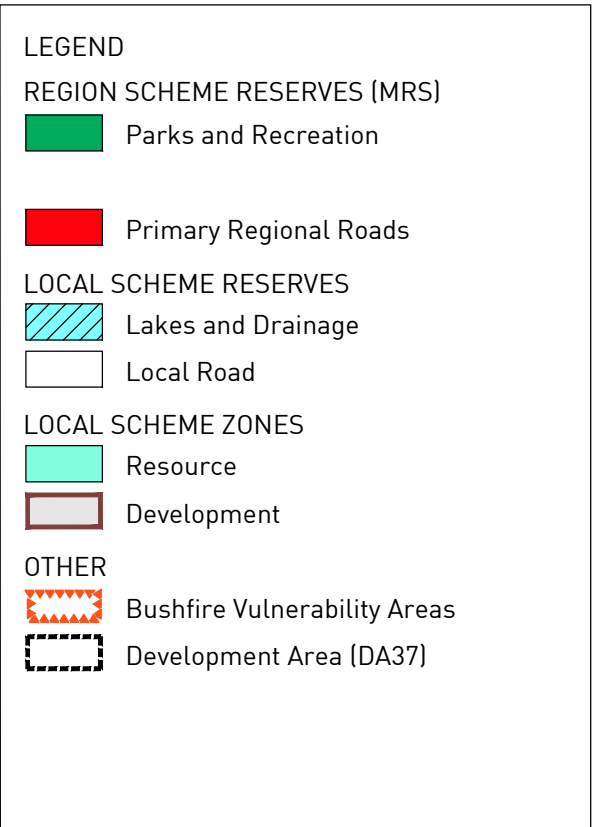 LEGEND
REGION SCHEME RESERVES (MRS)
Parks and Recreation
Primary Regional Roads
LOCAL SCHEME RESERVES
Lakes and Drainage
Local Road
LOCAL SCHEME ZONES
Resource
Development
OTHER
Bushfire Vulnerability Areas
Development Area (DA37)